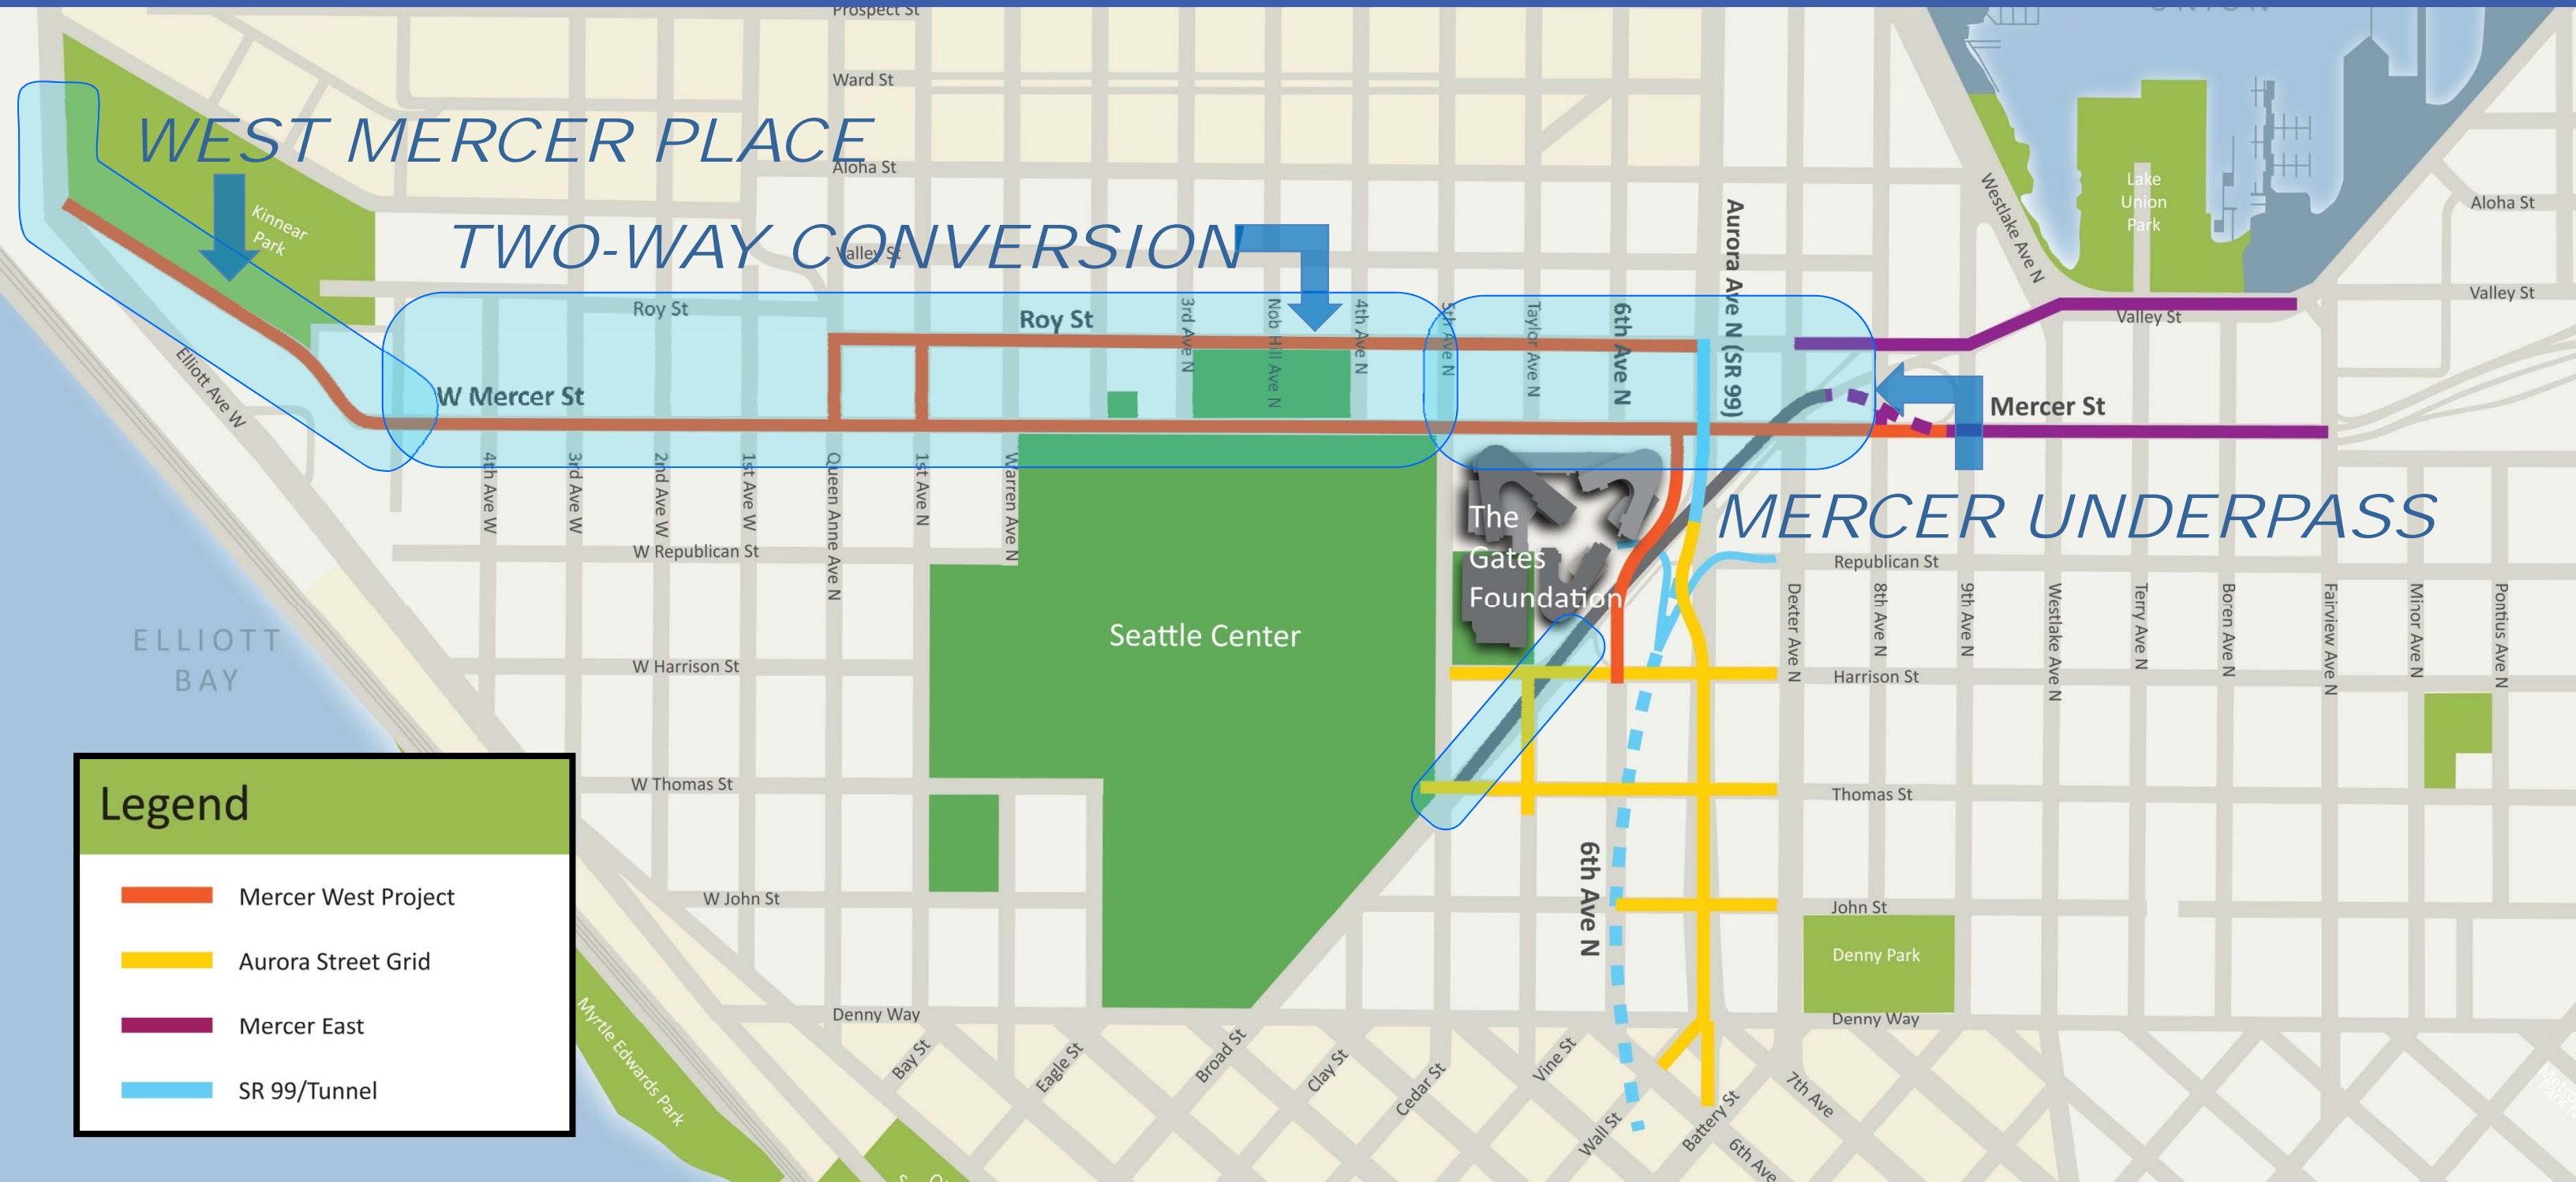 Prospect St
UNION
Ward St
WEST MERCER PLACE
Aloha St
Kinnear
Park
TWO-WAY CONVERSION
Valley St
Westlake Ave N
Lake
Union
Park
Aloha St
Valley St
Valley St
Roy St
Roy St
3rd Ave N
Nob Hill Ave N
4th Ave N
5th Ave N
Taylor Ave N
6th Ave N
Aurora Ave N (SR 99)
Elliott Ave W
W Mercer St
Mercer St
MERCER UNDERPASS
4th Ave W
3rd Ave W
2nd Ave W
1st Ave W
Queen Anne Ave N
1st Ave N
Warren Ave N
The
Gates
Foundation
W Republican St
Republican St
ELLIOTT
BAY
Seattle Center
W Harrison St
Harrison St
Dexter Ave N
8th Ave N
9th Ave N
Westlake Ave N
Terry Ave N
Boren Ave N
Fairview Ave N
Minor Ave N
Pontius Ave N
W Thomas St
Thomas St
Legend
Mercer West Project
Aurora Street Grid
Mercer East
SR 99/Tunnel
W John St
John St
6th Ave N
Denny Park
Denny Way
Denny Way
Myrtle Edwards Park
Bay St
Eagle St
Broad St
Clay St
Cedar St
Vine St
Wall St
Battery St
7th Ave
6th Ave